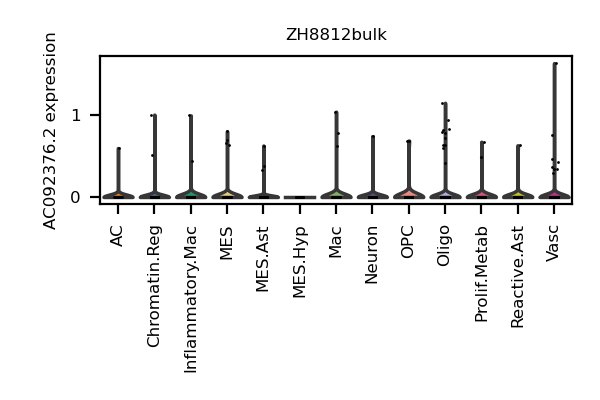 ZH8812bulk
AC092376.2 expression
1
0
AC
Chromatin.Reg
Inflammatory.Mac
MES
MES.Ast
MES.Hyp
Mac
Neuron
OPC
Oligo
Prolif.Metab
Reactive.Ast
Vasc